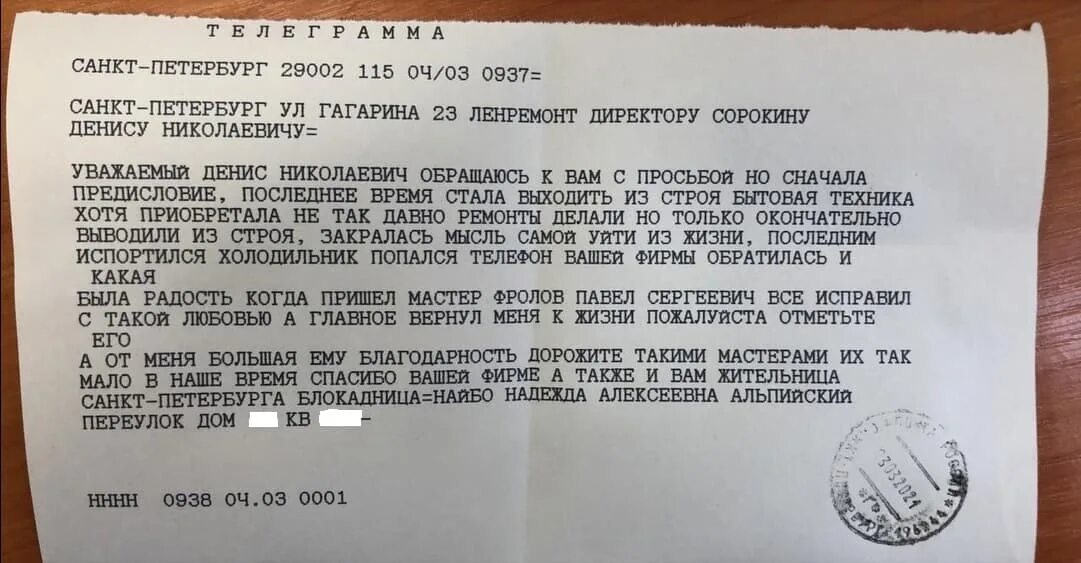 ТЕЛЕГРАММА
САНКТ-ПЕТЕРБУРГ 29002 115 04/03 0937=
САНКТ-ПЕТЕРБУРГ УЛ ГАГАРИНА 23 ЛЕНРЕМОНТ ДИРЕКТОРУ СОРОКИНУ
ДЕНИСУ НИКОЛАЕВИЧУ=
УВАЖАЕМЫЙ ДЕНИС НИКОЛАЕВИЧ ОБРАЩАЮСЬ К ВАМ С ПРОСЬБОЙ НО СНАЧАЛА
ПРЕДИСЛОВИЕ, ПОСЛЕДНЕЕ ВРЕМЯ СТАЛА ВЫХОДИТЬ ИЗ СТРОЯ БЫТОВАЯ ТЕХНИКА
ХОТЯ ПРИОБРЕТАЛА НЕ ТАК ДАВНО РЕМОНТЫ ДЕЛАЛИ НО ТОЛЬКО ОКОНЧАТЕЛЬНО
ВЫВОДИЛИ ИЗ СТРОЯ, ЗАКРАЛАСЬ МЫСЛЬ САМОЙ УЙТИ ИЗ ЖИЗНИ, ПОСЛЕДНИМ
ИСПОРТИЛСЯ ХОЛОДИЛЬНИК ПОПАЛСЯ ТЕЛЕФОН ВАШЕЙ ФИРМЫ ОБРАТИЛАСЬ И
КАКАЯ
БЫЛА РАДОСТЬ КОГДА ПРИШЕЛ МАСТЕР ФРОЛОВ ПАВЕЛ СЕРГЕЕВИЧ ВСЕ ИСПРАВИЛ
С ТАКОЙ ЛЮБОВЬЮ А ГЛАВНОЕ ВЕРНУЛ МЕНЯ К ЖИЗНИ ПОЖАЛУЙСТА ОТМЕТЬТЕ
ЕГО
А ОТ МЕНЯ БОЛЬШАЯ ЕМУ БЛАГОДАРНОСТЬ ДОРОЖИТЕ ТАКИМИ МАСТЕРАМИ ИХ ТАК
МАЛО В НАШЕ ВРЕМЯ СПАСИБО ВАШЕЙ ФИРМЕ А ТАКЖЕ И ВАМ ЖИТЕЛЬНИЦА
САНКТ-ПЕТЕРБУРГА БЛОКАДНИЦА=НАЙБО НАДЕЖДА АЛЕКСЕЕВНА АЛЬПИЙСКИЙ
ПЕРЕУЛОК ДОМ КВ -
НННН 0938 04.03 0001